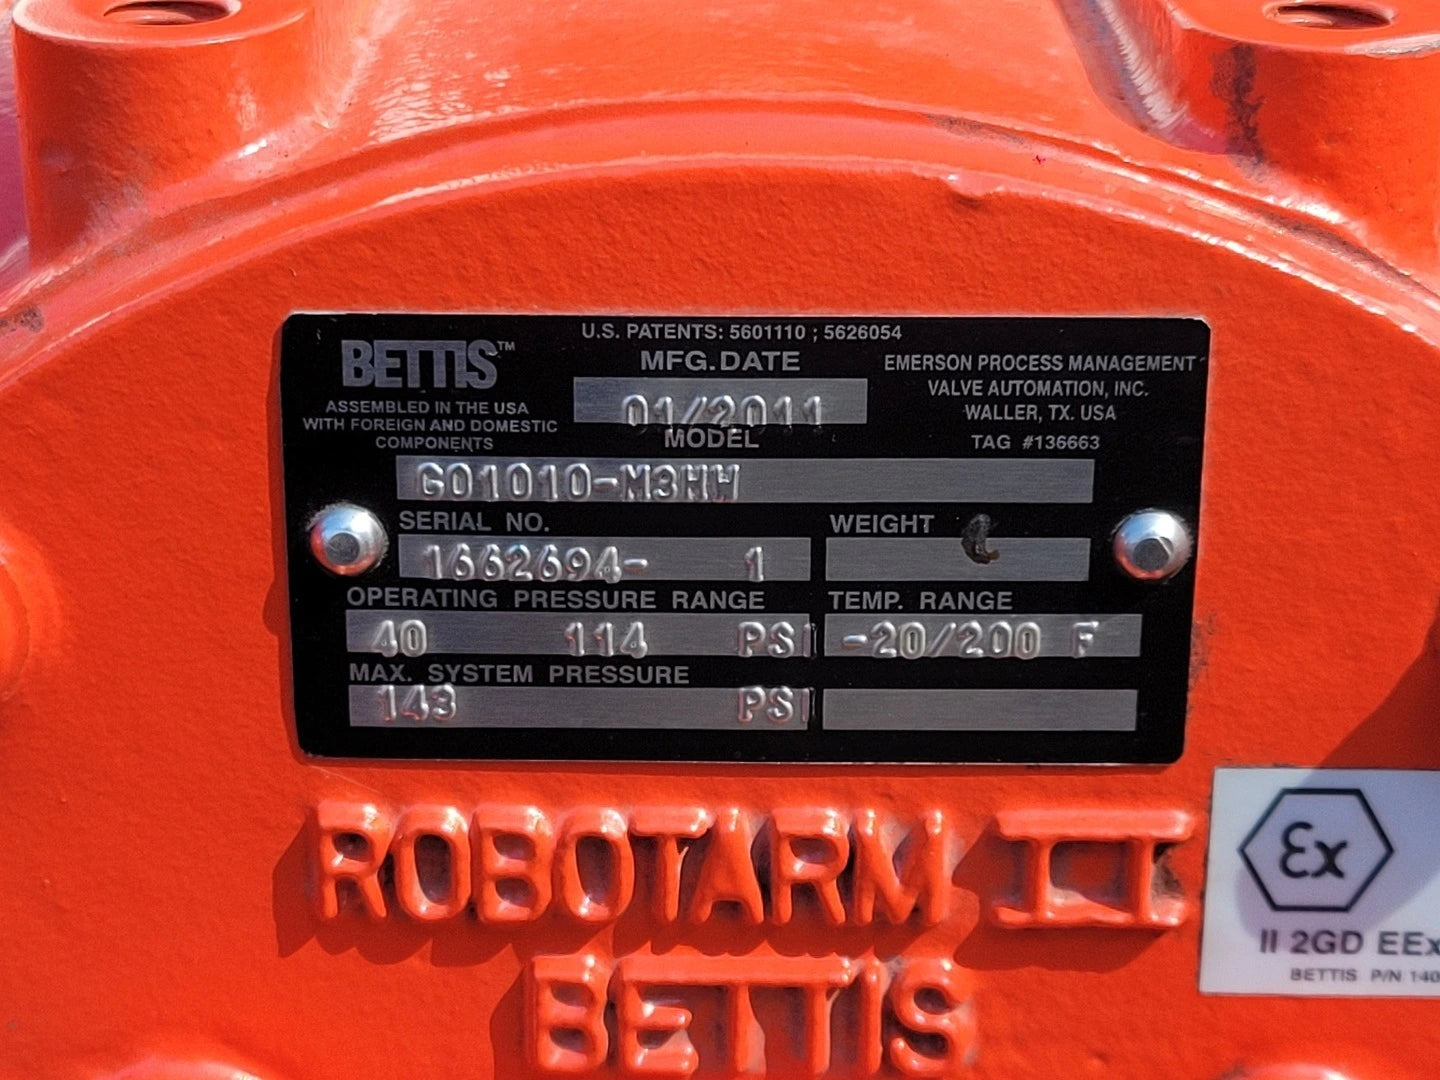 U.S. PATENTS: 5601110 ; 5626054
BETTIS™
MFG.DATE
EMERSON PROCESS MANAGEMENT
VALVE AUTOMATION, INC.
WALLER, TX. USA
ASSEMBLED IN THE USA
WITH FOREIGN AND DOMESTIC
COMPONENTS
01/2011
TAG #136663
MODEL
G01010-M3HW
SERIAL NO.
WEIGHT
1662694- 1
OPERATING PRESSURE RANGE
TEMP. RANGE
40 114 PSI
-20/200 F
MAX. SYSTEM PRESSURE
143 PSI
ROBOTARM II
BETTIS
Ex
II 2GD EEx
BETTIS P/N 140